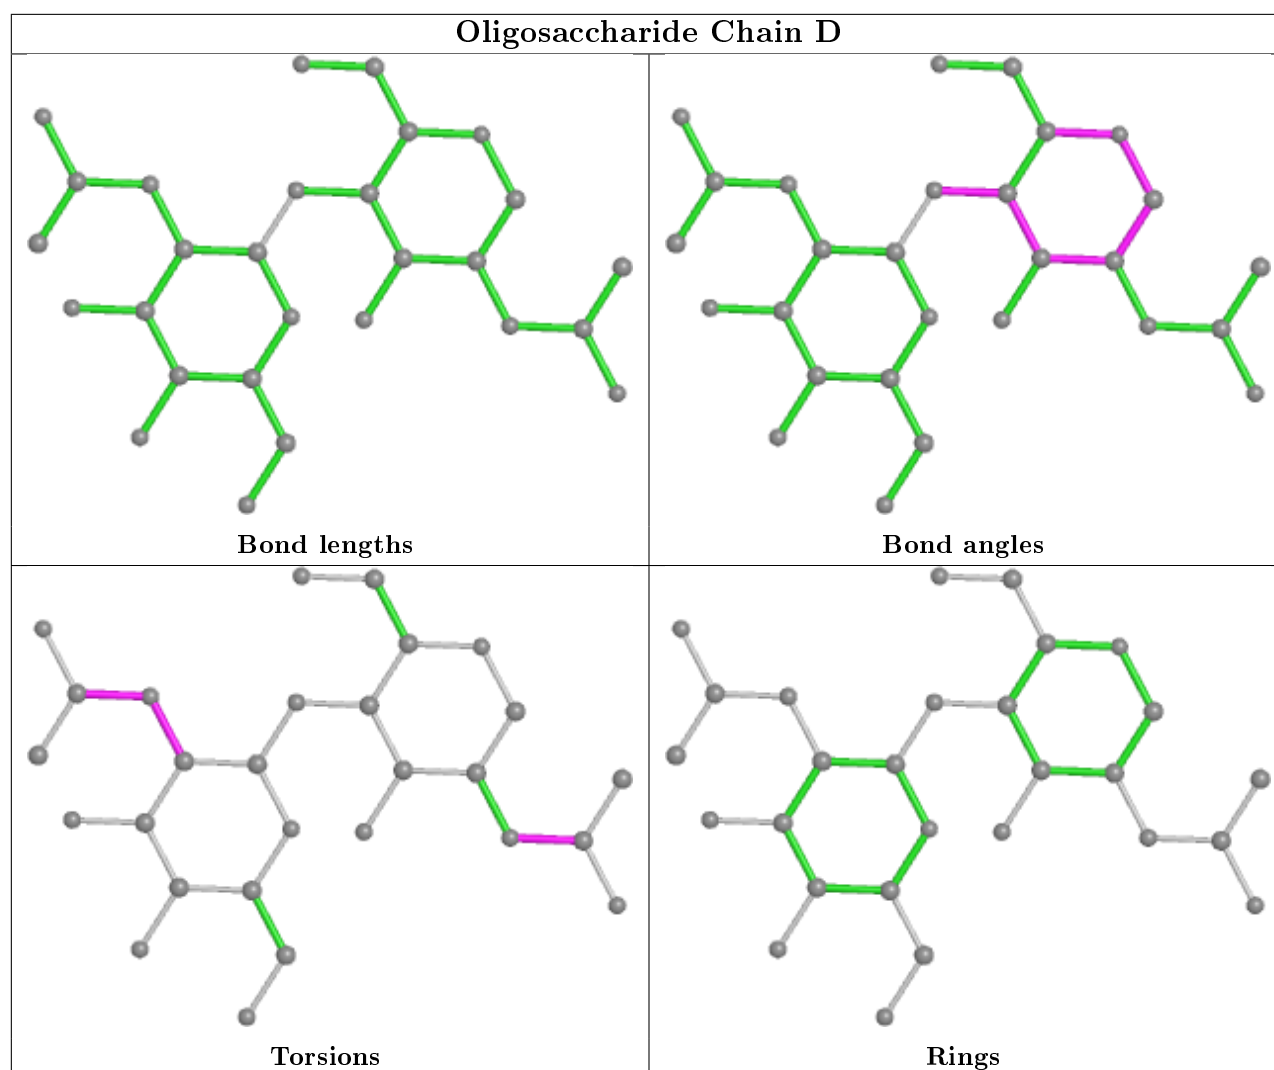 Oligosaccharide Chain D
Bond lengths
Bond angles
Torsions
Rings